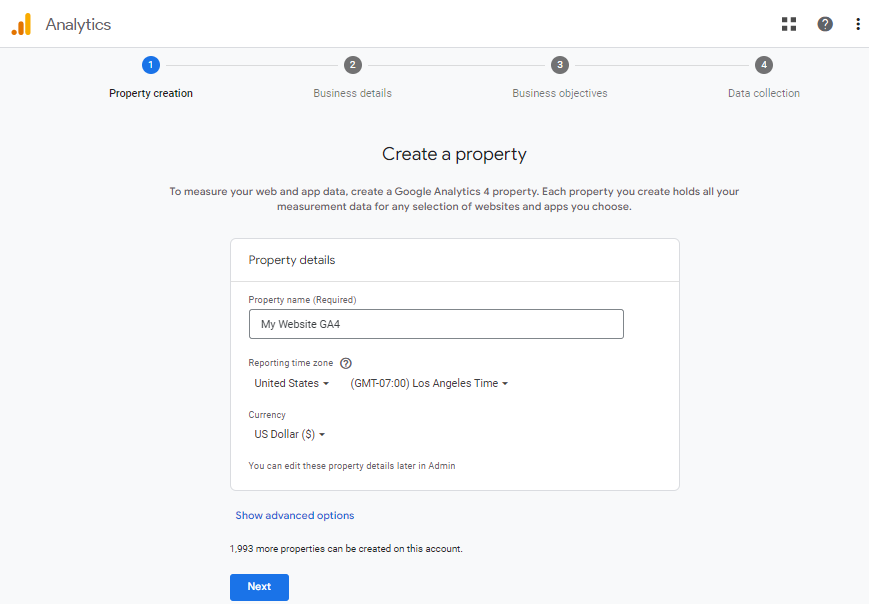 Analytics
1 2 3 4
Property creation Business details Business objectives Data collection
Create a property
To measure your web and app data, create a Google Analytics 4 property. Each property you create holds all your
measurement data for any selection of websites and apps you choose.
Property details
Property name (Required)
My Website GA4
Reporting time zone ?
United States (GMT-07:00) Los Angeles Time
Currency
US Dollar ($)
You can edit these property details later in Admin
Show advanced options
1,993 more properties can be created on this account.
Next